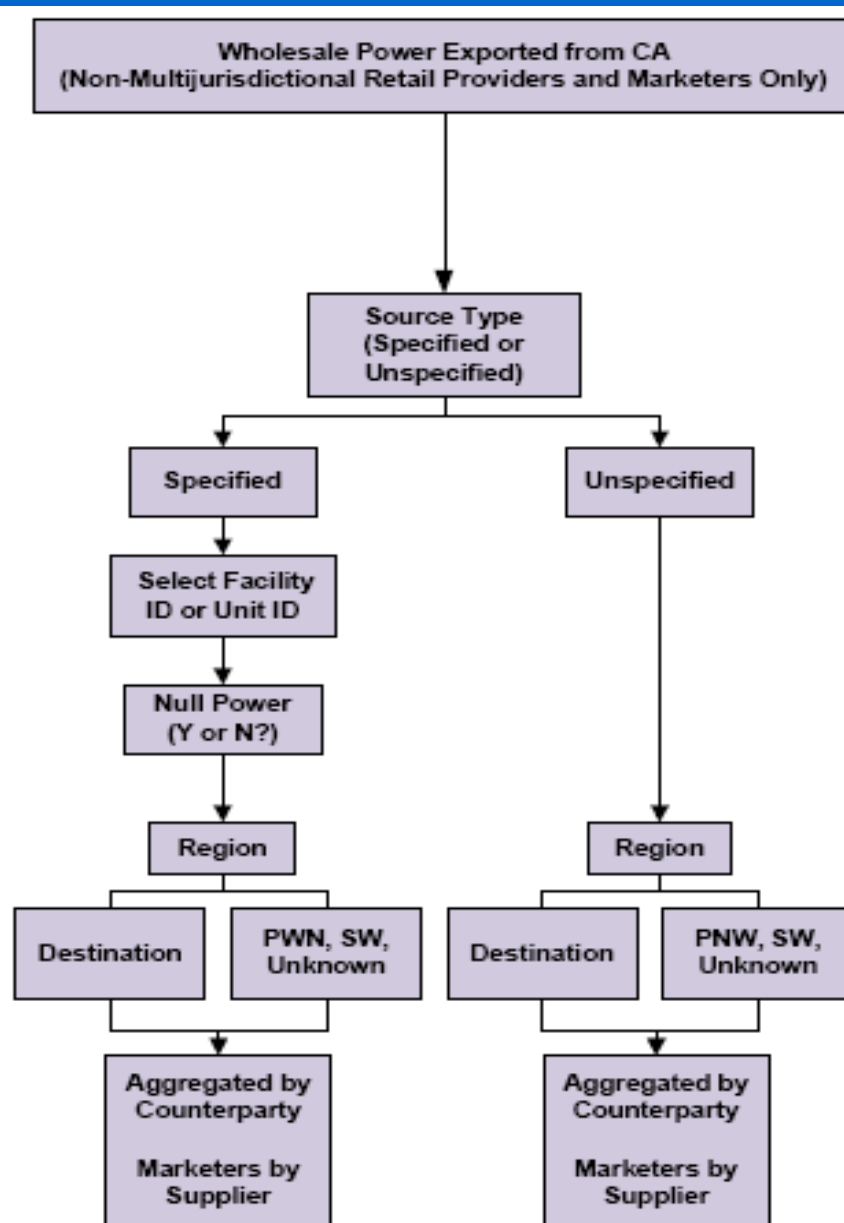 Wholesale Power Exported from CA
(Non-Multijurisdictional Retail Providers and Marketers Only)
Source Type
(Specified or
Unspecified)
Specified
Unspecified
Select Facility
ID or Unit ID
Null Power
(Y or N?)
Region
Region
Destination
PWN, SW,
Unknown
Destination
PNW, SW,
Unknown
Aggregated by
Counterparty
Marketers by
Supplier
Aggregated by
Counterparty
Marketers by
Supplier